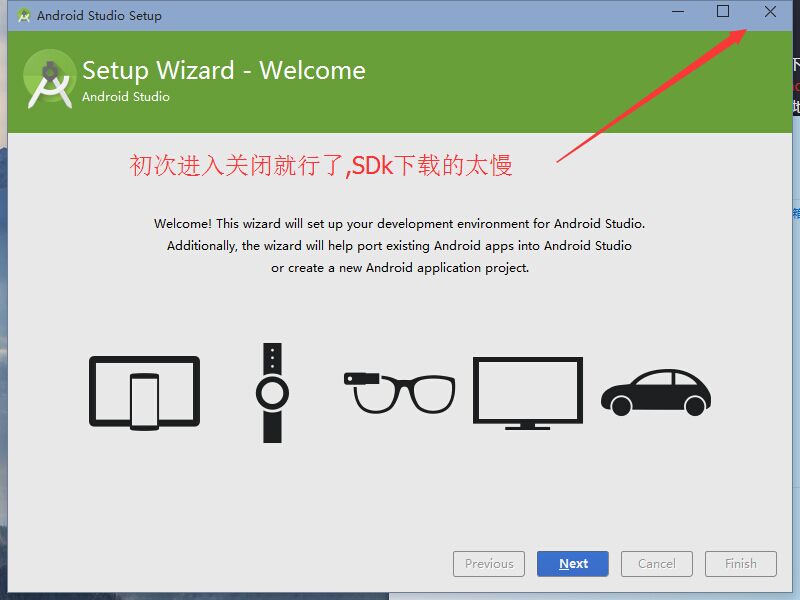 Android Studio Setup
Setup Wizard - Welcome
Android Studio
初次进入关闭就行了,SDk下载的太慢
Welcome! This wizard will set up your development environment for Android Studio.
Additionally, the wizard will help port existing Android apps into Android Studio
or create a new Android application project.
Previous Next Cancel Finish